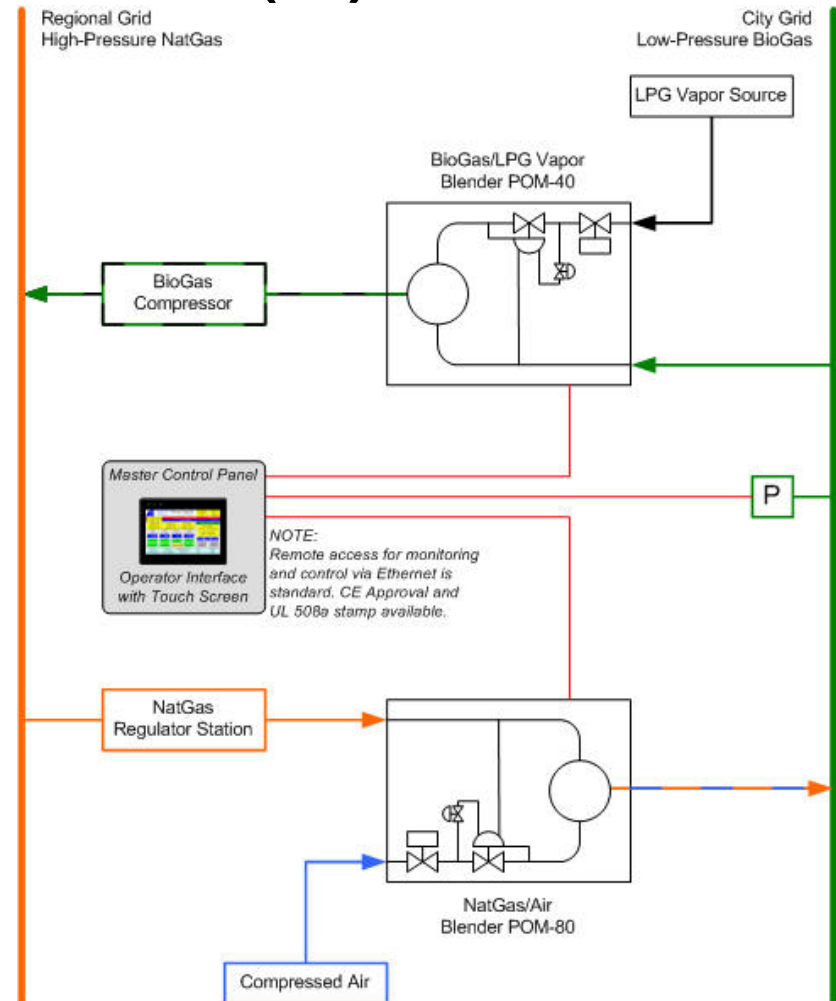 Regional Grid
High-Pressure NatGas
City Grid
Low-Pressure BioGas
LPG Vapor Source
BioGas/LPG Vapor
Blender POM-40
BioGas
Compressor
Master Control Panel
Operator Interface
with Touch Screen
P
NOTE:
Remote access for monitoring
and control via Ethernet is
standard. CE Approval and
UL 508a stamp available.
NatGas
Regulator Station
NatGas/Air
Blender POM-80
Compressed Air